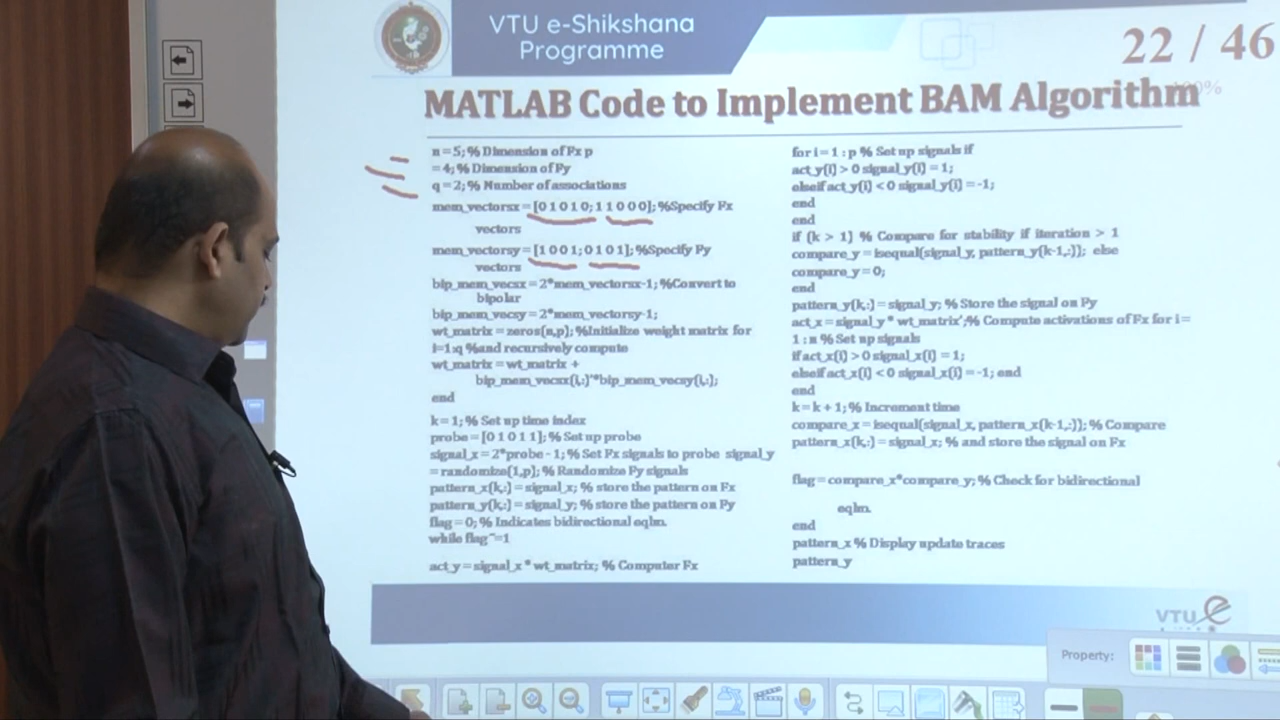 VTU e-Shikshana
Programme
22 / 46
MATLAB Code to Implement BAM Algorithm
n = 5; % Dimension of Fx p
= 4; % Dimension of Fy
q = 2; % Number of associations
mem_vectorsx = [0 1 0 1 0; 1 1 0 0 0]; %Specify Fx
vectors
mem_vectorsy = [1 0 0 1; 0 1 0 1]; %Specify Py
vectors
bip_mem_vecsx = 2*mem_vectorsx-1; %Convert to
bipolar
bip_mem_vecsy = 2*mem_vectorsy-1;
wt_matrix = zeros(n,p); %Initialize weight matrix for
i=1:q %and recursively compute
wt_matrix = wt_matrix +
bip_mem_vecsx(i,:)'*bip_mem_vecsy(i,:);
end
k = 1; % Set up time index
probe = [0 1 0 1 1]; % Set up probe
signal_x = 2*probe - 1; % Set Fx signals to probe signal_y
= randomize(1,p); % Randomize Fy signals
pattern_x(k,:) = signal_x; % store the pattern on Fx
pattern_y(k,:) = signal_y; % store the pattern on Py
flag = 0; % Indicates bidirectional eqlm.
while flag~=1
act_y = signal_x * wt_matrix; % Computer Fx
for i = 1 : p % Set up signals if
act_y(i) > 0 signal_y(i) = 1;
elseif act_y(i) < 0 signal_y(i) = -1;
end
end
if (k > 1) % Compare for stability if iteration > 1
compare_y = isequal(signal_y, pattern_y(k-1,:)); else
compare_y = 0;
end
pattern_y(k,:) = signal_y; % Store the signal on Py
act_x = signal_y * wt_matrix';% Compute activations of Fx for i =
1 : n % Set up signals
if act_x(i) > 0 signal_x(i) = 1;
elseif act_x(i) < 0 signal_x(i) = -1; end
end
k = k + 1; % Increment time
compare_x = isequal(signal_x, pattern_x(k-1,:)); % Compare
pattern_x(k,:) = signal_x; % and store the signal on Fx
flag = compare_x*compare_y; % Check for bidirectional
eqlm.
end
pattern_x % Display update traces
pattern_y
VTU e
Property: